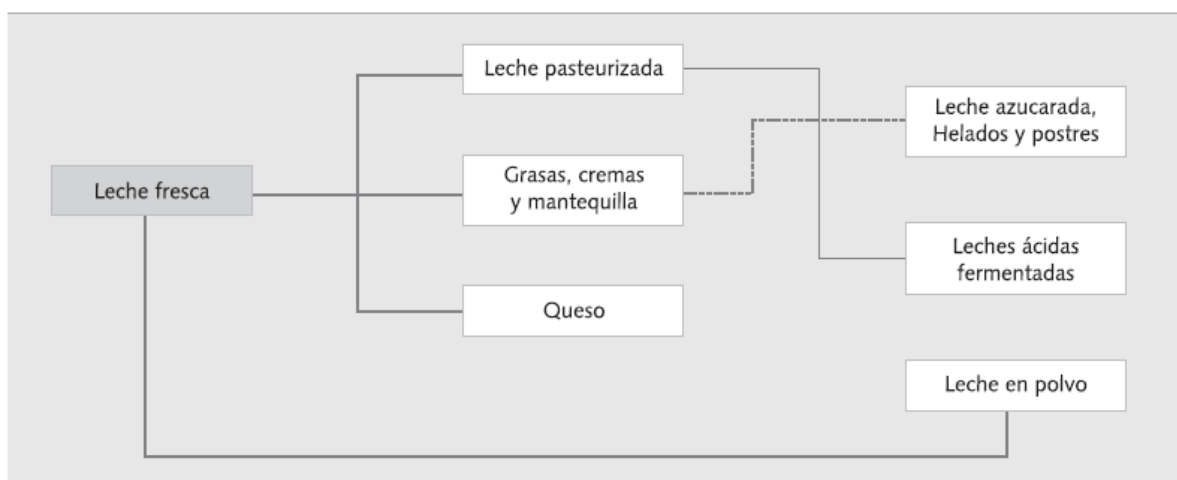 Leche fresca
Leche pasteurizada
Grasas, cremas
y mantequilla
Queso
Leche azucarada,
Helados y postres
Leches ácidas
fermentadas
Leche en polvo